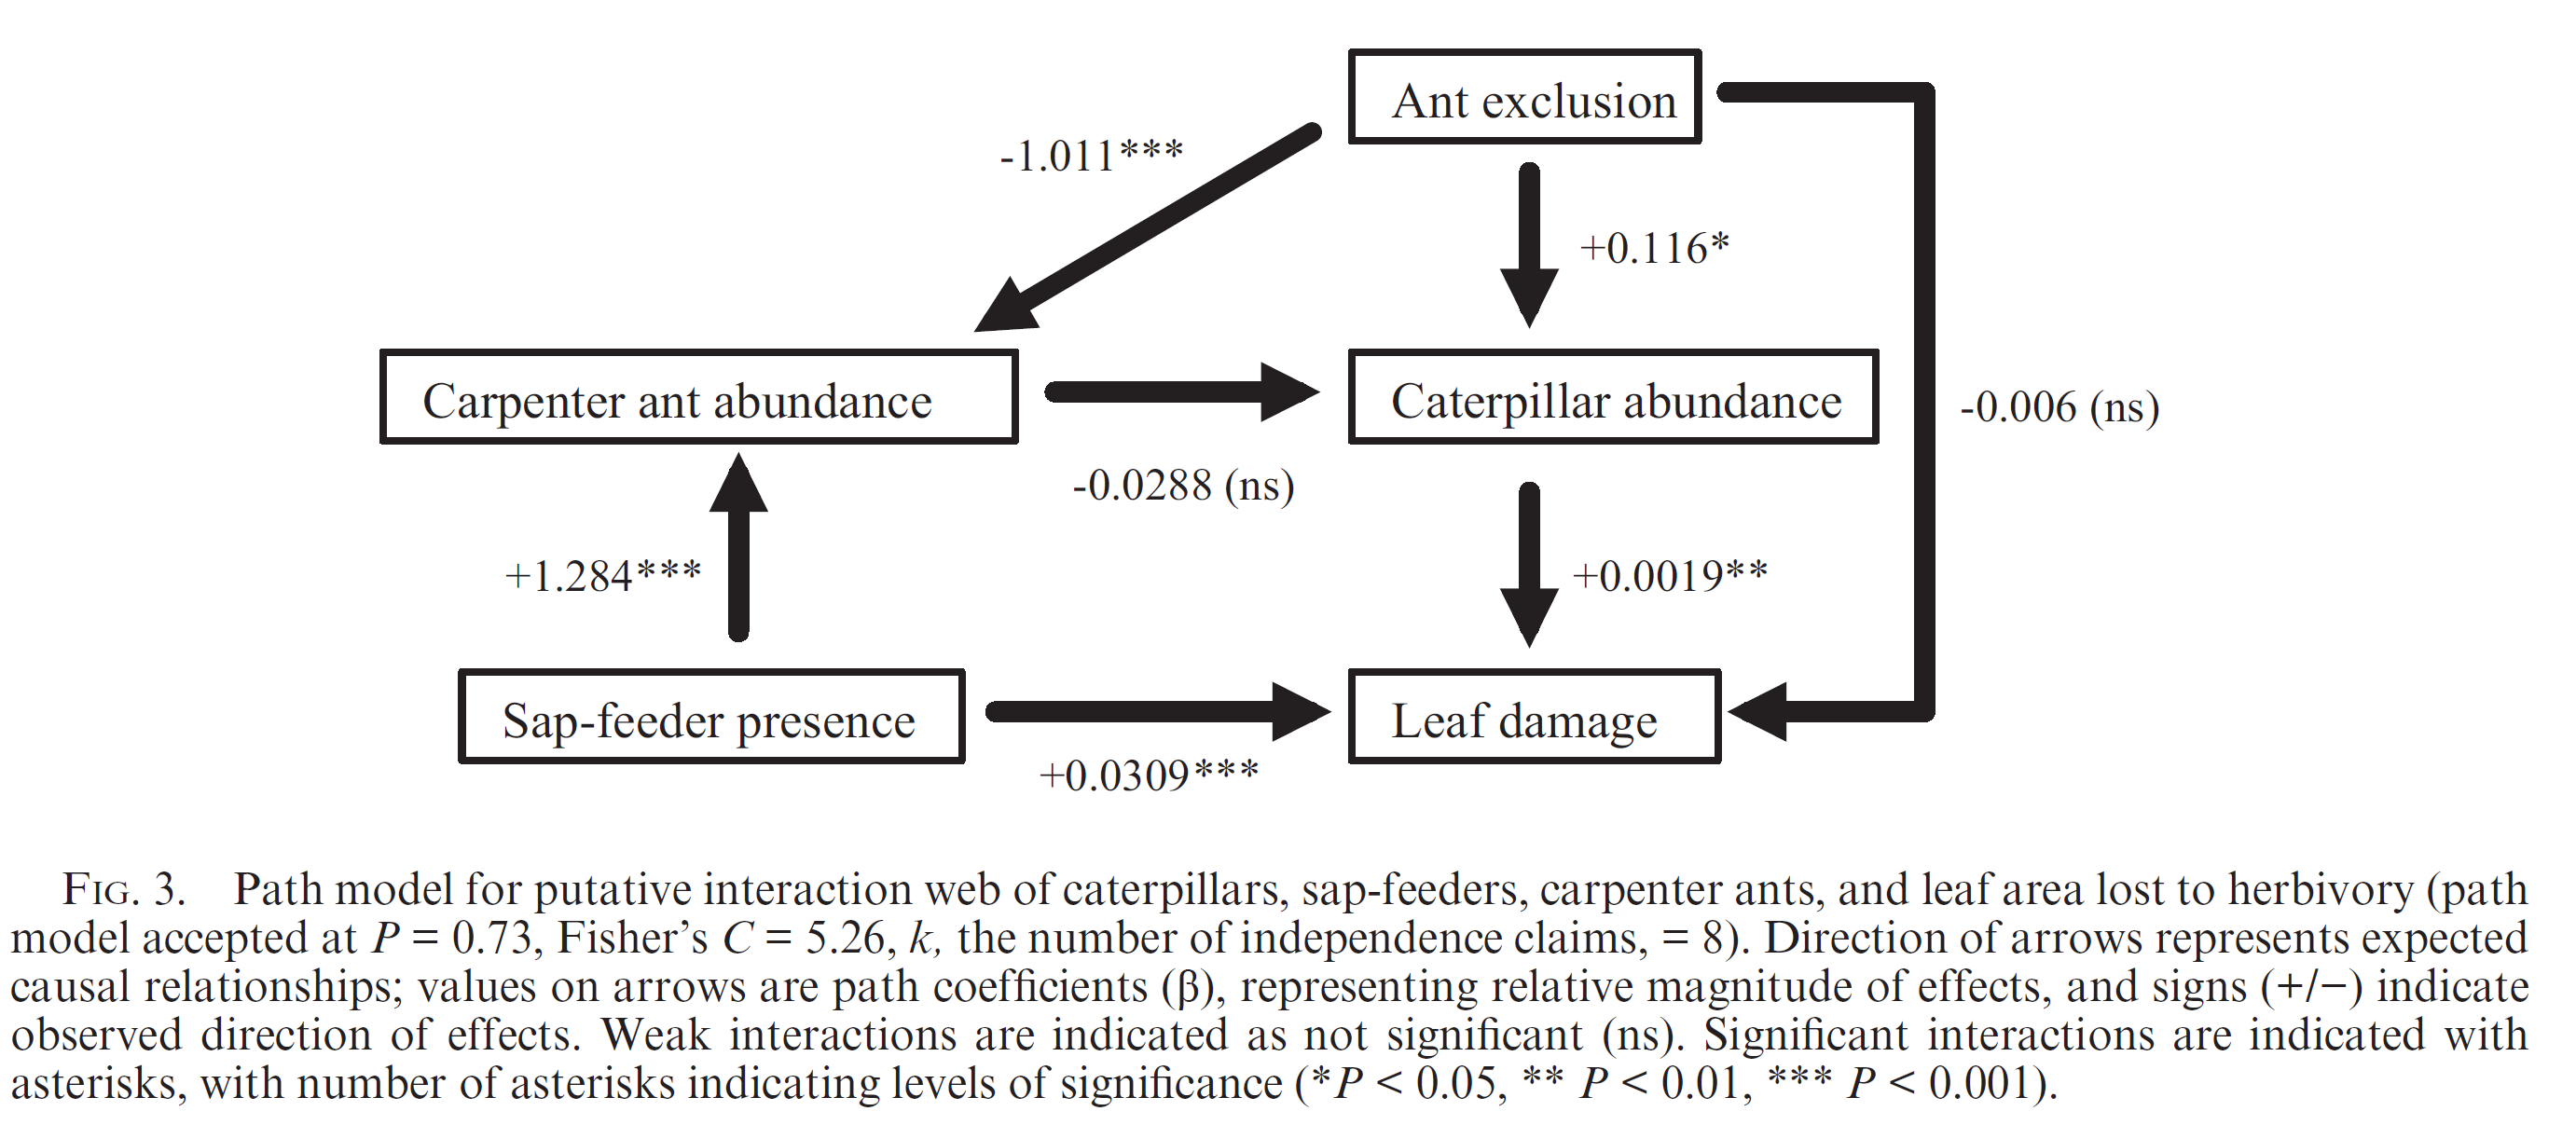 Ant exclusion
-1.011***
+0.116*
Carpenter ant abundance
Caterpillar abundance
-0.006 (ns)
-0.0288 (ns)
+1.284***
+0.0019**
Sap-feeder presence
Leaf damage
+0.0309***
FIG. 3. Path model for putative interaction web of caterpillars, sap-feeders, carpenter ants, and leaf area lost to herbivory (path
model accepted at P = 0.73, Fisher's C = 5.26, k, the number of independence claims, = 8). Direction of arrows represents expected
causal relationships; values on arrows are path coefficients (β), representing relative magnitude of effects, and signs (+/−) indicate
observed direction of effects. Weak interactions are indicated as not significant (ns). Significant interactions are indicated with
asterisks, with number of asterisks indicating levels of significance (*P < 0.05, ** P < 0.01, *** P < 0.001).